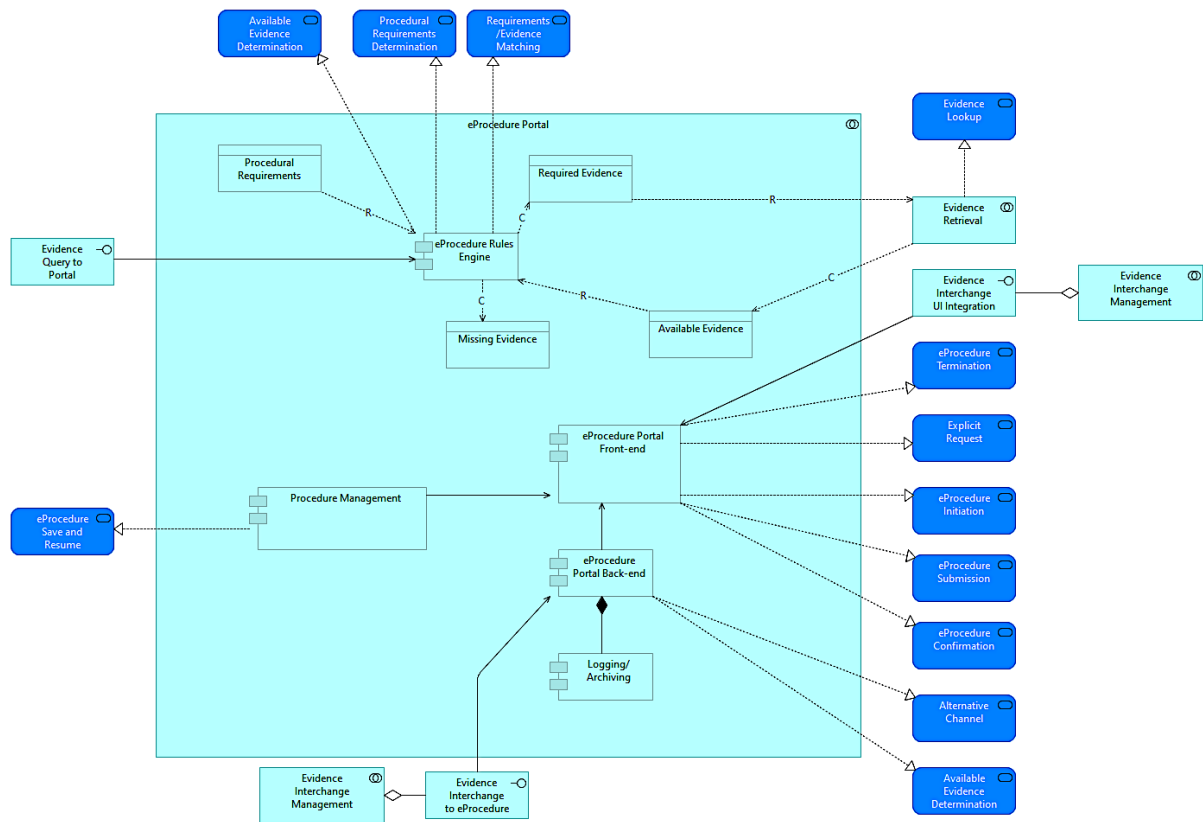 Available
Evidence
Determination
Procedural
Requirements
Determination
Requirements
/Evidence
Matching
eProcedure Portal
Evidence
Lookup
Procedural
Requirements
Required Evidence
R
R
Evidence
Retrieval
C
Evidence
Query to
Portal
eProcedure Rules
Engine
C
R
C
Evidence
Interchange
UI Integration
Evidence
Interchange
Management
Missing Evidence
Available Evidence
eProcedure
Termination
eProcedure Portal
Front-end
Explicit
Request
Procedure Management
eProcedure
Initiation
eProcedure
Save and
Resume
eProcedure
Portal Back-end
eProcedure
Submission
eProcedure
Confirmation
Logging/
Archiving
Alternative
Channel
Evidence
Interchange
Management
Evidence
Interchange
to eProcedure
Available
Evidence
Determination